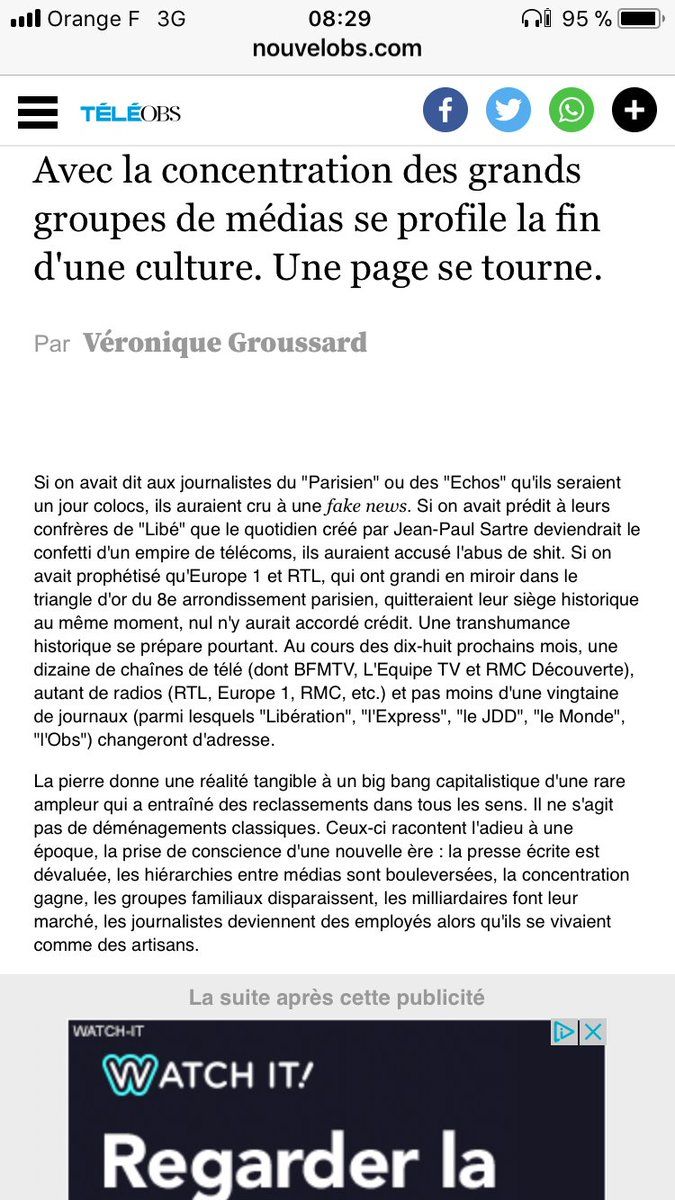 Orange F 3G 08:29 95 %
nouvelobs.com
TÉLÉOBS
Avec la concentration des grands
groupes de médias se profile la fin
d'une culture. Une page se tourne.
Par Véronique Groussard
Si on avait dit aux journalistes du "Parisien" ou des "Echos" qu'ils seraient
un jour colocs, ils auraient cru à une fake news. Si on avait prédit à leurs
confrères de "Libé" que le quotidien créé par Jean-Paul Sartre deviendrait le
confetti d'un empire de télécoms, ils auraient accusé l'abus de shit. Si on
avait prophétisé qu'Europe 1 et RTL, qui ont grandi en miroir dans le
triangle d'or du 8e arrondissement parisien, quitteraient leur siège historique
au même moment, nul n'y aurait accordé crédit. Une transhumance
historique se prépare pourtant. Au cours des dix-huit prochains mois, une
dizaine de chaînes de télé (dont BFMTV, L'Equipe TV et RMC Découverte),
autant de radios (RTL, Europe 1, RMC, etc.) et pas moins d'une vingtaine
de journaux (parmi lesquels "Libération", "l'Express", "le JDD", "le Monde",
"l'Obs") changeront d'adresse.
La pierre donne une réalité tangible à un big bang capitalistique d'une rare
ampleur qui a entraîné des reclassements dans tous les sens. Il ne s'agit
pas de déménagements classiques. Ceux-ci racontent l'adieu à une
époque, la prise de conscience d'une nouvelle ère : la presse écrite est
dévaluée, les hiérarchies entre médias sont bouleversées, la concentration
gagne, les groupes familiaux disparaissent, les milliardaires font leur
marché, les journalistes deviennent des employés alors qu'ils se vivaient
comme des artisans.
La suite après cette publicité
WATCH-IT
WATCH IT!
Regarder la